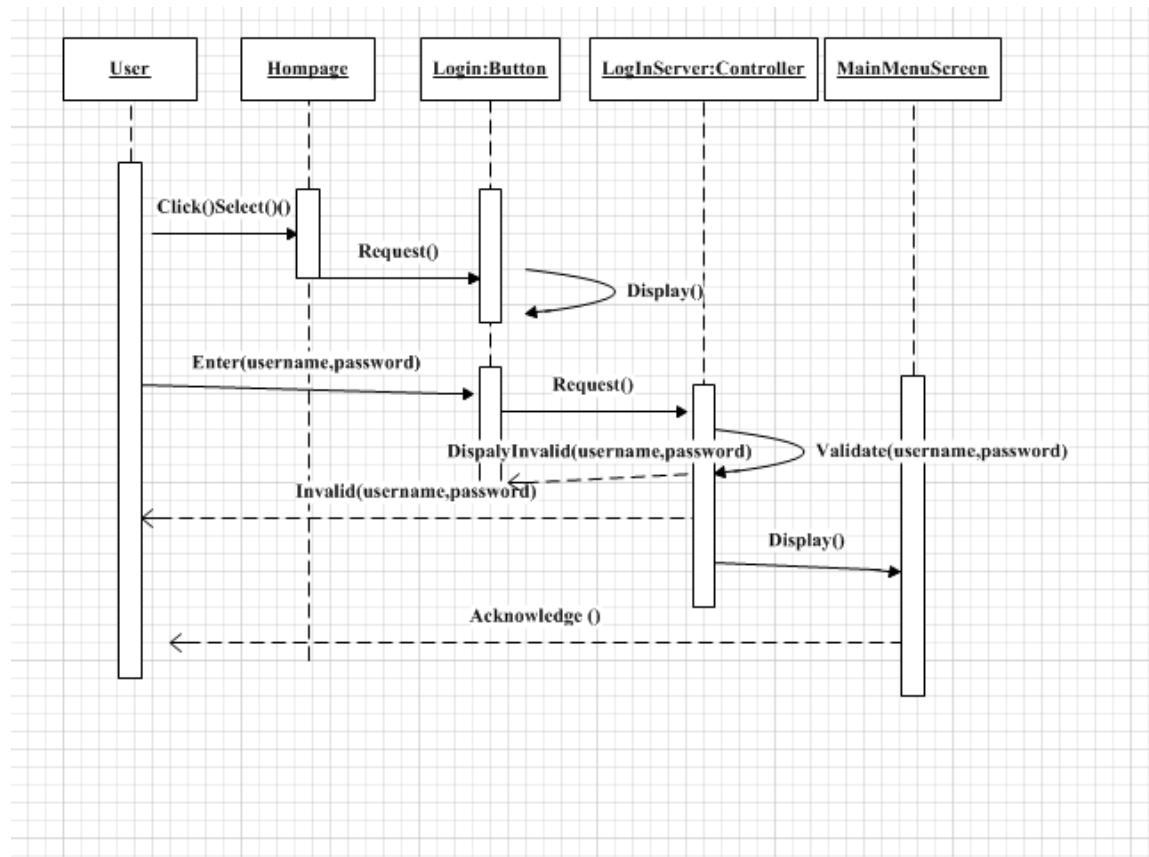 User
Hompage
Login:Button
LogInServer:Controller
MainMenuScreen
Click()Select()()
Request()
Display()
Enter(username,password)
Request()
DispalyInvalid(username,password)
Validate(username,password)
Invalid(username,password)
Display()
Acknowledge ()